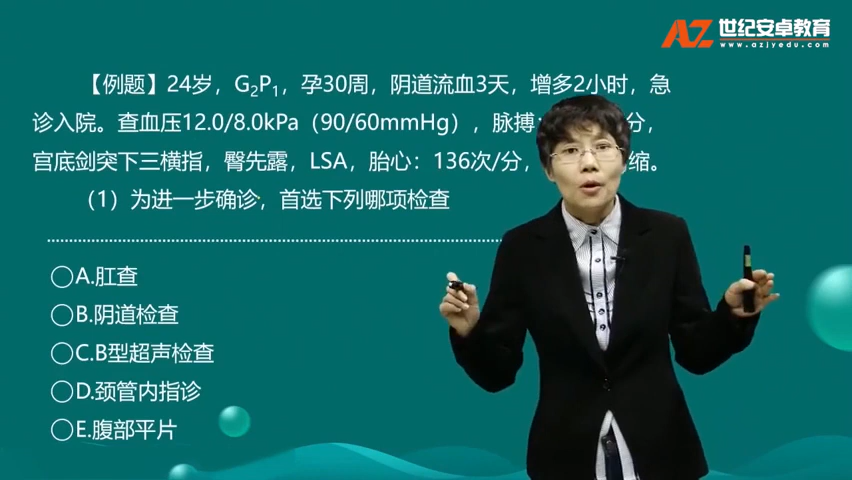 AZ 世纪安卓教育
www.azjyedu.com
【例题】24岁，G₂P₁，孕30周，阴道流血3天，增多2小时，急
诊入院。查血压12.0/8.0kPa（90/60mmHg），脉搏 分，
宫底剑突下三横指，臀先露，LSA，胎心：136次/分， 缩。
（1）为进一步确诊，首选下列哪项检查
A.肛查
B.阴道检查
C.B型超声检查
D.颈管内指诊
E.腹部平片